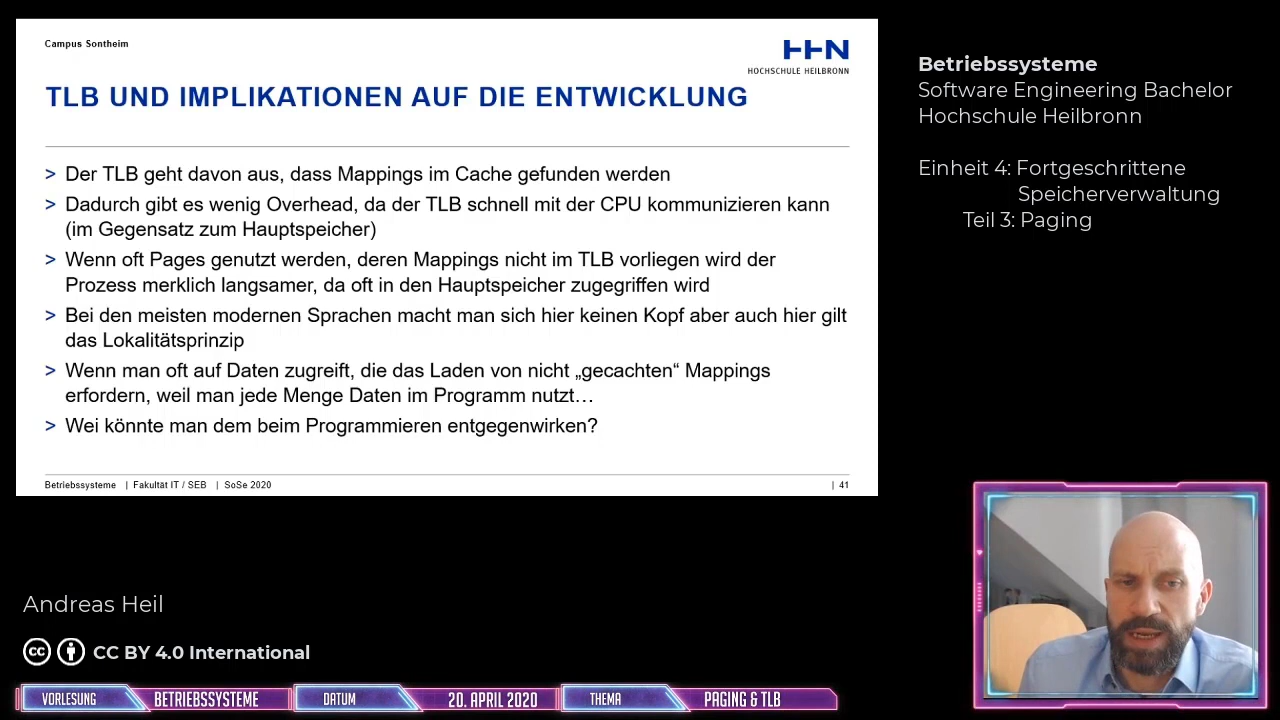 Campus Sontheim
HHN
HOCHSCHULE HEILBRONN
TLB UND IMPLIKATIONEN AUF DIE ENTWICKLUNG
> Der TLB geht davon aus, dass Mappings im Cache gefunden werden
> Dadurch gibt es wenig Overhead, da der TLB schnell mit der CPU kommunizieren kann
(im Gegensatz zum Hauptspeicher)
> Wenn oft Pages genutzt werden, deren Mappings nicht im TLB vorliegen wird der
Prozess merklich langsamer, da oft in den Hauptspeicher zugegriffen wird
> Bei den meisten modernen Sprachen macht man sich hier keinen Kopf aber auch hier gilt
das Lokalitätsprinzip
> Wenn man oft auf Daten zugreift, die das Laden von nicht „gecachten“ Mappings
erfordern, weil man jede Menge Daten im Programm nutzt…
> Wei könnte man dem beim Programmieren entgegenwirken?
Betriebssysteme | Fakultät IT / SEB | SoSe 2020 | 41
Betriebssysteme
Software Engineering Bachelor
Hochschule Heilbronn
Einheit 4: Fortgeschrittene
Speicherverwaltung
Teil 3: Paging
Andreas Heil
cc CC BY 4.0 International
VORLESUNG BETRIEBSSYSTEME DATUM 20. APRIL 2020 THEMA PAGING & TLB